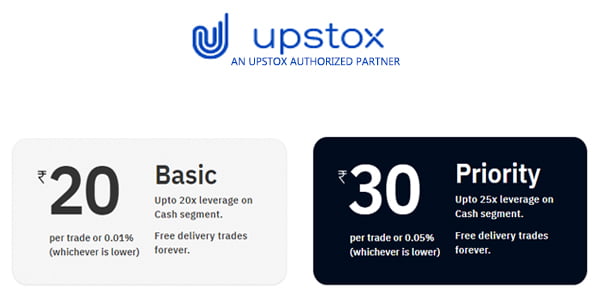 upstox
AN UPSTOX AUTHORIZED PARTNER
₹20
per trade or 0.01%
(whichever is lower)
Basic
Upto 20x leverage on
Cash segment.
Free delivery trades
forever.
₹30
per trade or 0.05%
(whichever is lower)
Priority
Upto 25x leverage on
Cash segment.
Free delivery trades
forever.